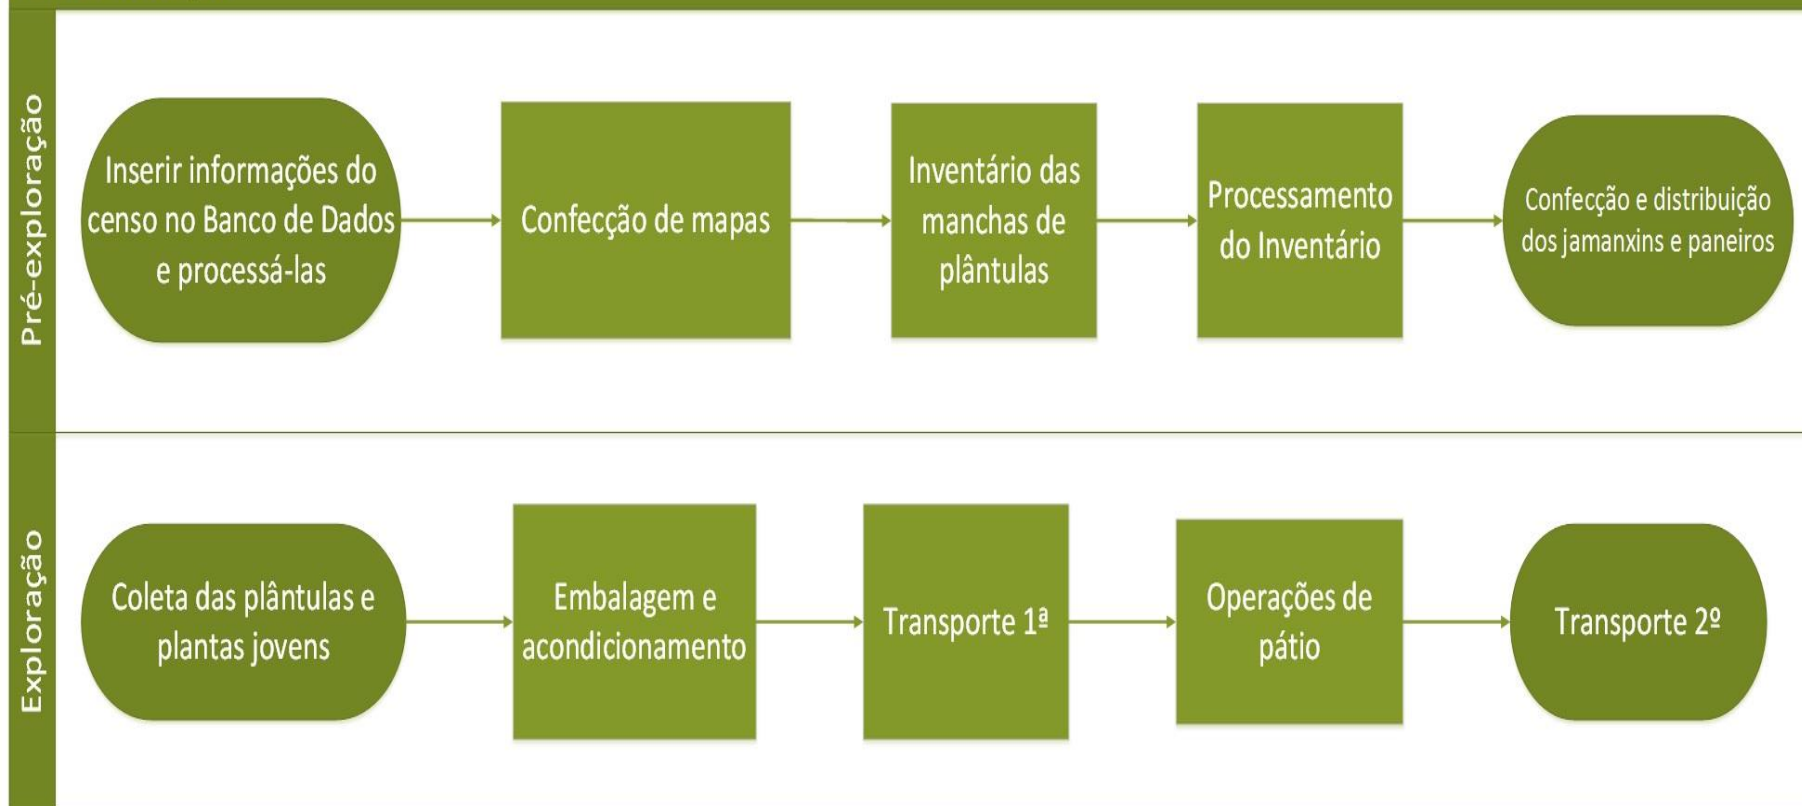 Pré-exploração
Inserir informações do
censo no Banco de Dados
e processá-las
Confecção de mapas
Inventário das
manchas de
plântulas
Processamento
do Inventário
Confecção e distribuição
dos jamanxins e paneiros
Exploração
Coleta das plântulas e
plantas jovens
Embalagem e
acondicionamento
Transporte 1ª
Operações de
pátio
Transporte 2º